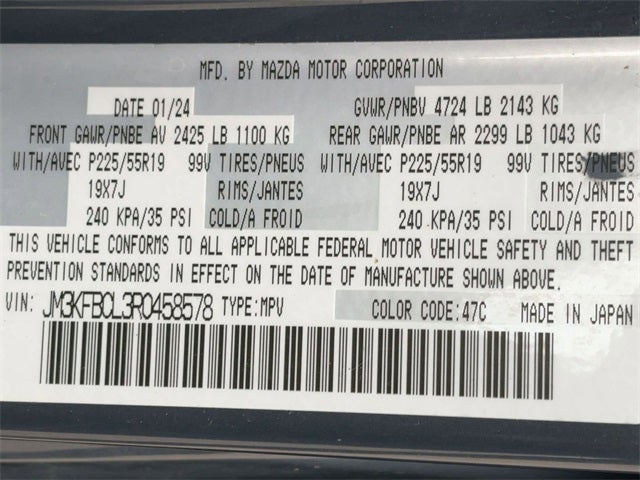 MFD. BY MAZDA MOTOR CORPORATION
DATE 01/24 GVWR/PNBV 4724 LB 2143 KG
FRONT GAWR/PNBE AV 2425 LB 1100 KG REAR GAWR/PNBE AR 2299 LB 1043 KG
WITH/AVEC P225/55R19 99V TIRES/PNEUS WITH/AVEC P225/55R19 99V TIRES/PNEUS
19X7J RIMS/JANTES 19X7J RIMS/JANTES
240 KPA/35 PSI COLD/A FROID 240 KPA/35 PSI COLD/A FROID
THIS VEHICLE CONFORMS TO ALL APPLICABLE FEDERAL MOTOR VEHICLE SAFETY AND THEFT
PREVENTION STANDARDS IN EFFECT ON THE DATE OF MANUFACTURE SHOWN ABOVE.
VIN: JM3KFBCL3R0458578 TYPE:MPV COLOR CODE:47C MADE IN JAPAN